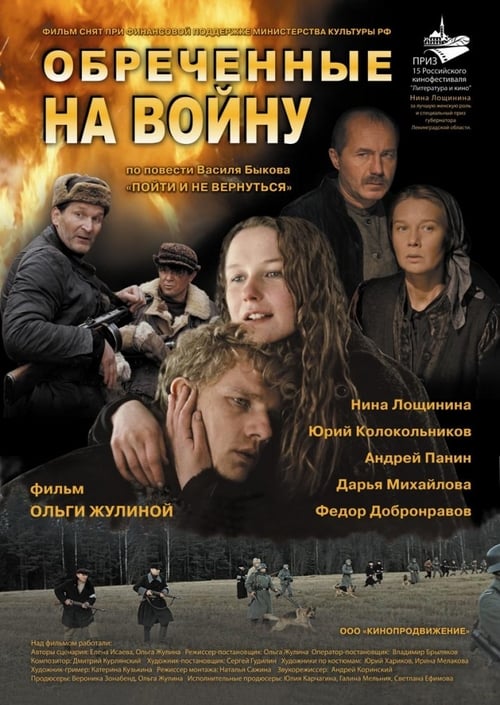 ФИЛЬМ СНЯТ ПРИ ФИНАНСОВОЙ ПОДДЕРЖКЕ МИНИСТЕРСТВА КУЛЬТУРЫ РФ
ОБРЕЧЕННЫЕ
НА ВОЙНУ
по повести Василя Быкова
«ПОЙТИ И НЕ ВЕРНУТЬСЯ»
ПРИЗ
15 Российского
кинофестиваля
"Литература и кино"
Нина Лощинина
за лучшую женскую роль
и специальный приз
губернатора
Ленинградской области.
Нина Лощинина
Юрий Колокольников
Андрей Панин
Дарья Михайлова
Федор Добронравов
фильм
ОЛЬГИ ЖУЛИНОЙ
ООО «КИНОПРОДВИЖЕНИЕ»
Над фильмом работали:
Авторы сценария: Елена Исаева, Ольга Жулина Режиссер-постановщик: Ольга Жулина Оператор-постановщик: Владимир Брыляков
Композитор: Дмитрий Курляндский Художник-постановщик: Сергей Гудилин Художники по костюмам: Юрий Хариков, Ирина Мелакова
Художник-гример: Катерина Кузькина Режиссер монтажа: Наталья Сажина Звукорежиссер: Андрей Коринский
Продюсеры: Вероника Зонабенд, Ольга Жулина Исполнительные продюсеры: Юлия Карчагина, Галина Мельник, Светлана Ефимова